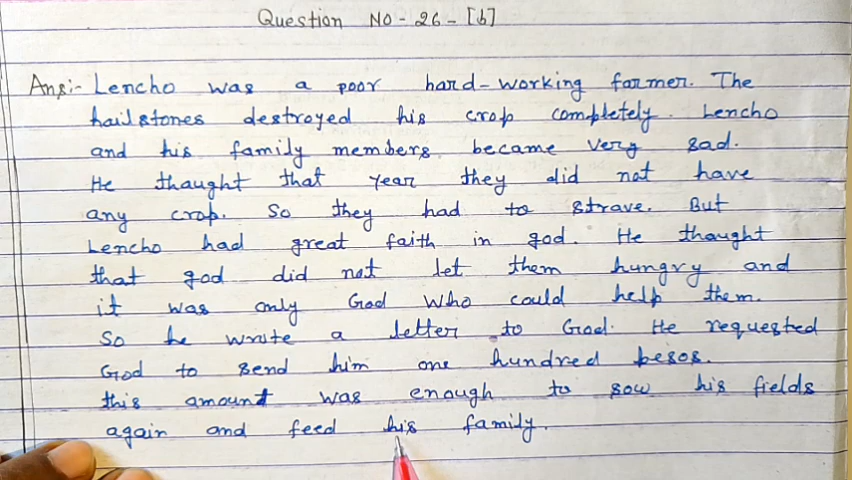 Question NO - 26 - [b]
Ans:- Lencho was a poor hard-working farmer. The
hailstones destroyed his crop completely. Lencho
and his family members became very sad.
He thaught that year they did not have
any crop. So they had to strave. But
Lencho had great faith in god. He thought
that god did not let them hungry and
it was only God who could help them.
So he wrote a letter to God. He requested
God to send him one hundred besos.
this amount was enough to sow his fields
again and feed his family.